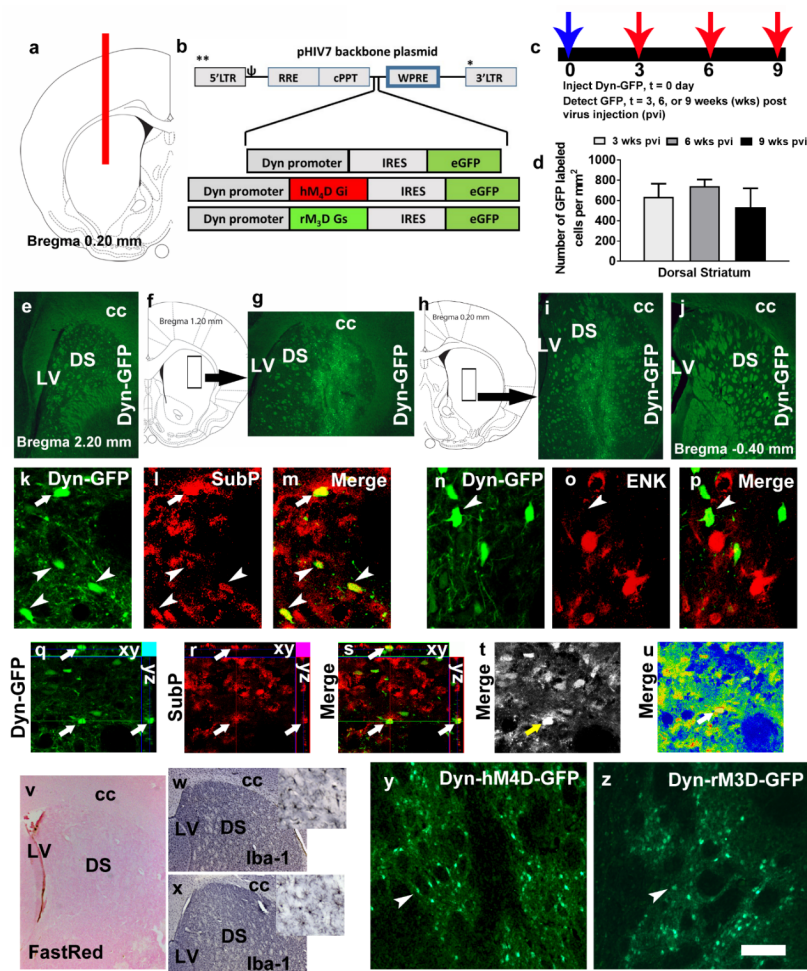 a
Bregma 0.20 mm
b
pHIV7 backbone plasmid
**
ψ
*
5'LTR
RRE
cPPT
WPRE
3'LTR
Dyn promoter
IRES
eGFP
Dyn promoter
hM4D Gi
IRES
eGFP
Dyn promoter
rM3D Gs
IRES
eGFP
c
0
3
6
9
Inject Dyn-GFP, t = 0 day
Detect GFP, t = 3, 6, or 9 weeks (wks) post
virus injection (pvi)
3 wks pvi
6 wks pvi
9 wks pvi
d
Number of GFP labeled
cells per mm²
1000
800
600
400
200
0
Dorsal Striatum
e
cc
DS
LV
Dyn-GFP
Bregma 2.20 mm
f
Bregma 1.20 mm
g
cc
DS
LV
Dyn-GFP
h
Bregma 0.20 mm
i
cc
DS
LV
Dyn-GFP
j
cc
DS
LV
Dyn-GFP
Bregma -0.40 mm
k
Dyn-GFP
l
SubP
m
Merge
n
Dyn-GFP
o
ENK
p
Merge
q
xy
yz
Dyn-GFP
r
xy
yz
SubP
s
xy
yz
Merge
t
Merge
u
Merge
v
cc
LV
DS
FastRed
w
cc
LV
DS
Iba-1
x
cc
LV
DS
Iba-1
y
Dyn-hM4D-GFP
z
Dyn-rM3D-GFP